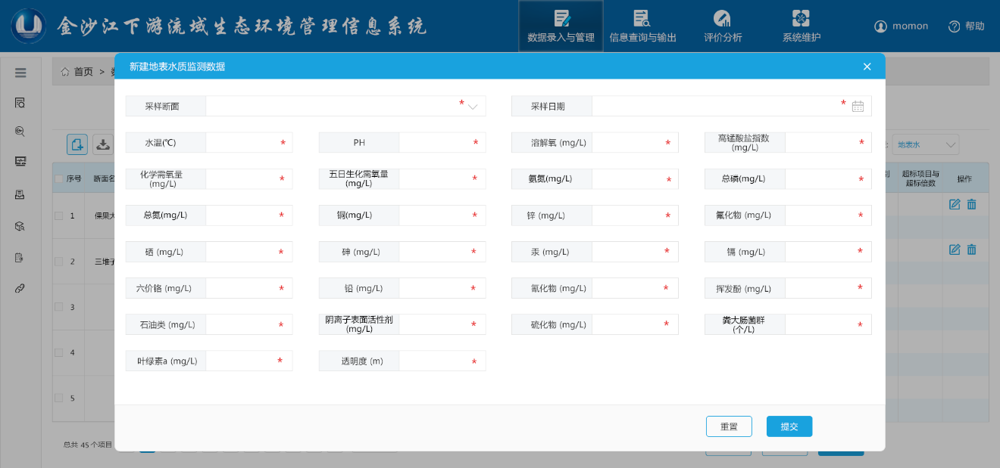 金沙江下游流域生态环境管理信息系统
数据录入与管理
信息查询与输出
评价分析
系统维护
momon
帮助
首页 >
新建地表水质监测数据
采样断面 *
采样日期 *
水温(℃) *
PH *
溶解氧 (mg/L) *
高锰酸盐指数
(mg/L) *
化学需氧量
(mg/L) *
五日生化需氧量
(mg/L) *
氨氮(mg/L) *
总磷(mg/L) *
总氮(mg/L) *
铜(mg/L) *
锌 (mg/L) *
氟化物 (mg/L) *
硒 (mg/L) *
砷 (mg/L) *
汞 (mg/L) *
镉 (mg/L) *
六价铬 (mg/L) *
铅 (mg/L) *
氰化物 (mg/L) *
挥发酚 (mg/L) *
石油类 (mg/L) *
阴离子表面活性剂
(mg/L) *
硫化物 (mg/L) *
粪大肠菌群
(个/L) *
叶绿素a (mg/L) *
透明度 (m) *
重置
提交
地表水
序号
断面名
超标项目与
超标倍数
操作
1
倮果大
2
三堆子
3
4
5
总共 45 个项目